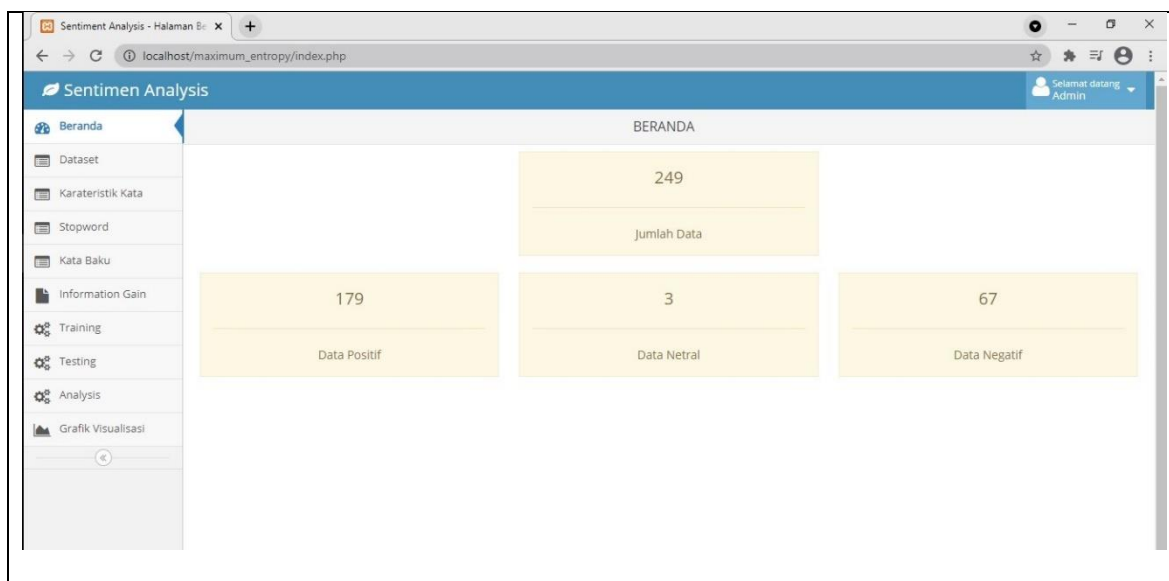 Sentiment Analysis - Halaman Be
localhost/maximum_entropy/index.php
Sentimen Analysis
Selamat datang
Admin
Beranda
Dataset
Karateristik Kata
Stopword
Kata Baku
Information Gain
Training
Testing
Analysis
Grafik Visualisasi
BERANDA
249
Jumlah Data
179
Data Positif
3
Data Netral
67
Data Negatif